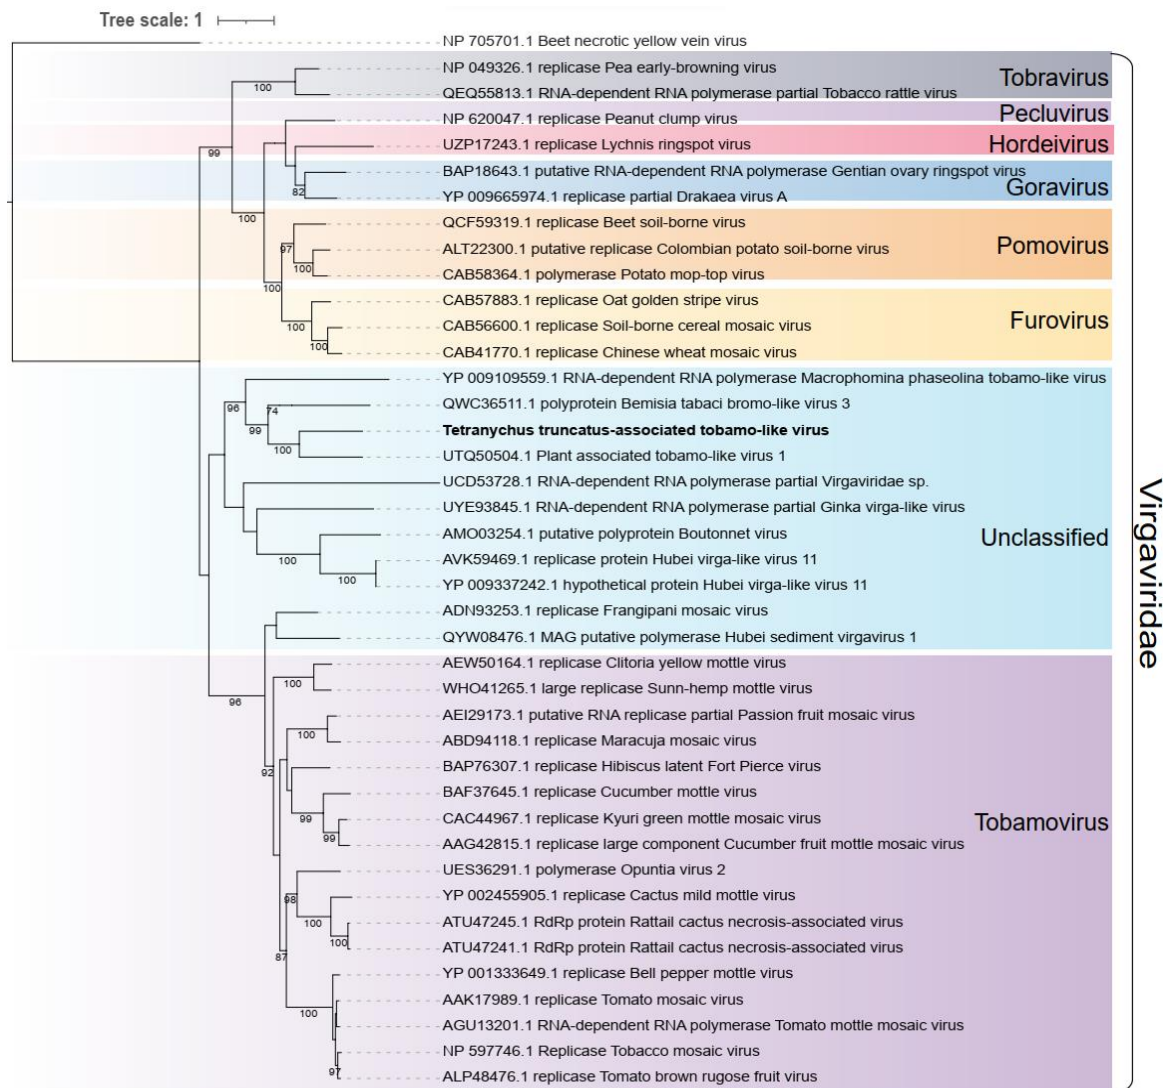 Tree scale: 1
NP 705701.1 Beet necrotic yellow vein virus
NP 049326.1 replicase Pea early-browning virus
Tobravirus
100
QEQ55813.1 RNA-dependent RNA polymerase partial Tobacco rattle virus
NP 620047.1 replicase Peanut clump virus
Pecluvirus
UZP17243.1 replicase Lychnis ringspot virus
Hordeivirus
99
BAP18643.1 putative RNA-dependent RNA polymerase Gentian ovary ringspot virus
Goravirus
82
YP 009665974.1 replicase partial Drakaea virus A
100
QCF59319.1 replicase Beet soil-borne virus
97
ALT22300.1 putative replicase Colombian potato soil-borne virus
Pomovirus
100
CAB58364.1 polymerase Potato mop-top virus
100
CAB57883.1 replicase Oat golden stripe virus
Furovirus
100
CAB56600.1 replicase Soil-borne cereal mosaic virus
100
CAB41770.1 replicase Chinese wheat mosaic virus
YP 009109559.1 RNA-dependent RNA polymerase Macrophomina phaseolina tobamo-like virus
96
QWC36511.1 polyprotein Bemisia tabaci bromo-like virus 3
74
99
Tetranychus truncatus-associated tobamo-like virus
100
UTQ50504.1 Plant associated tobamo-like virus 1
UCD53728.1 RNA-dependent RNA polymerase partial Virgaviridae sp.
UYE93845.1 RNA-dependent RNA polymerase partial Ginka virga-like virus
AMO03254.1 putative polyprotein Boutonnet virus
Unclassified
100
AVK59469.1 replicase protein Hubei virga-like virus 11
100
YP 009337242.1 hypothetical protein Hubei virga-like virus 11
ADN93253.1 replicase Frangipani mosaic virus
QYW08476.1 MAG putative polymerase Hubei sediment virgavirus 1
Virgaviridae
AEW50164.1 replicase Clitoria yellow mottle virus
100
WHO41265.1 large replicase Sunn-hemp mottle virus
96
AEI29173.1 putative RNA replicase partial Passion fruit mosaic virus
100
ABD94118.1 replicase Maracuja mosaic virus
BAP76307.1 replicase Hibiscus latent Fort Pierce virus
92
BAF37645.1 replicase Cucumber mottle virus
99
CAC44967.1 replicase Kyuri green mottle mosaic virus
Tobamovirus
99
AAG42815.1 replicase large component Cucumber fruit mottle mosaic virus
UES36291.1 polymerase Opuntia virus 2
98
YP 002455905.1 replicase Cactus mild mottle virus
100
ATU47245.1 RdRp protein Rattail cactus necrosis-associated virus
100
ATU47241.1 RdRp protein Rattail cactus necrosis-associated virus
87
YP 001333649.1 replicase Bell pepper mottle virus
AAK17989.1 replicase Tomato mosaic virus
100
AGU13201.1 RNA-dependent RNA polymerase Tomato mottle mosaic virus
NP 597746.1 Replicase Tobacco mosaic virus
97
ALP48476.1 replicase Tomato brown rugose fruit virus